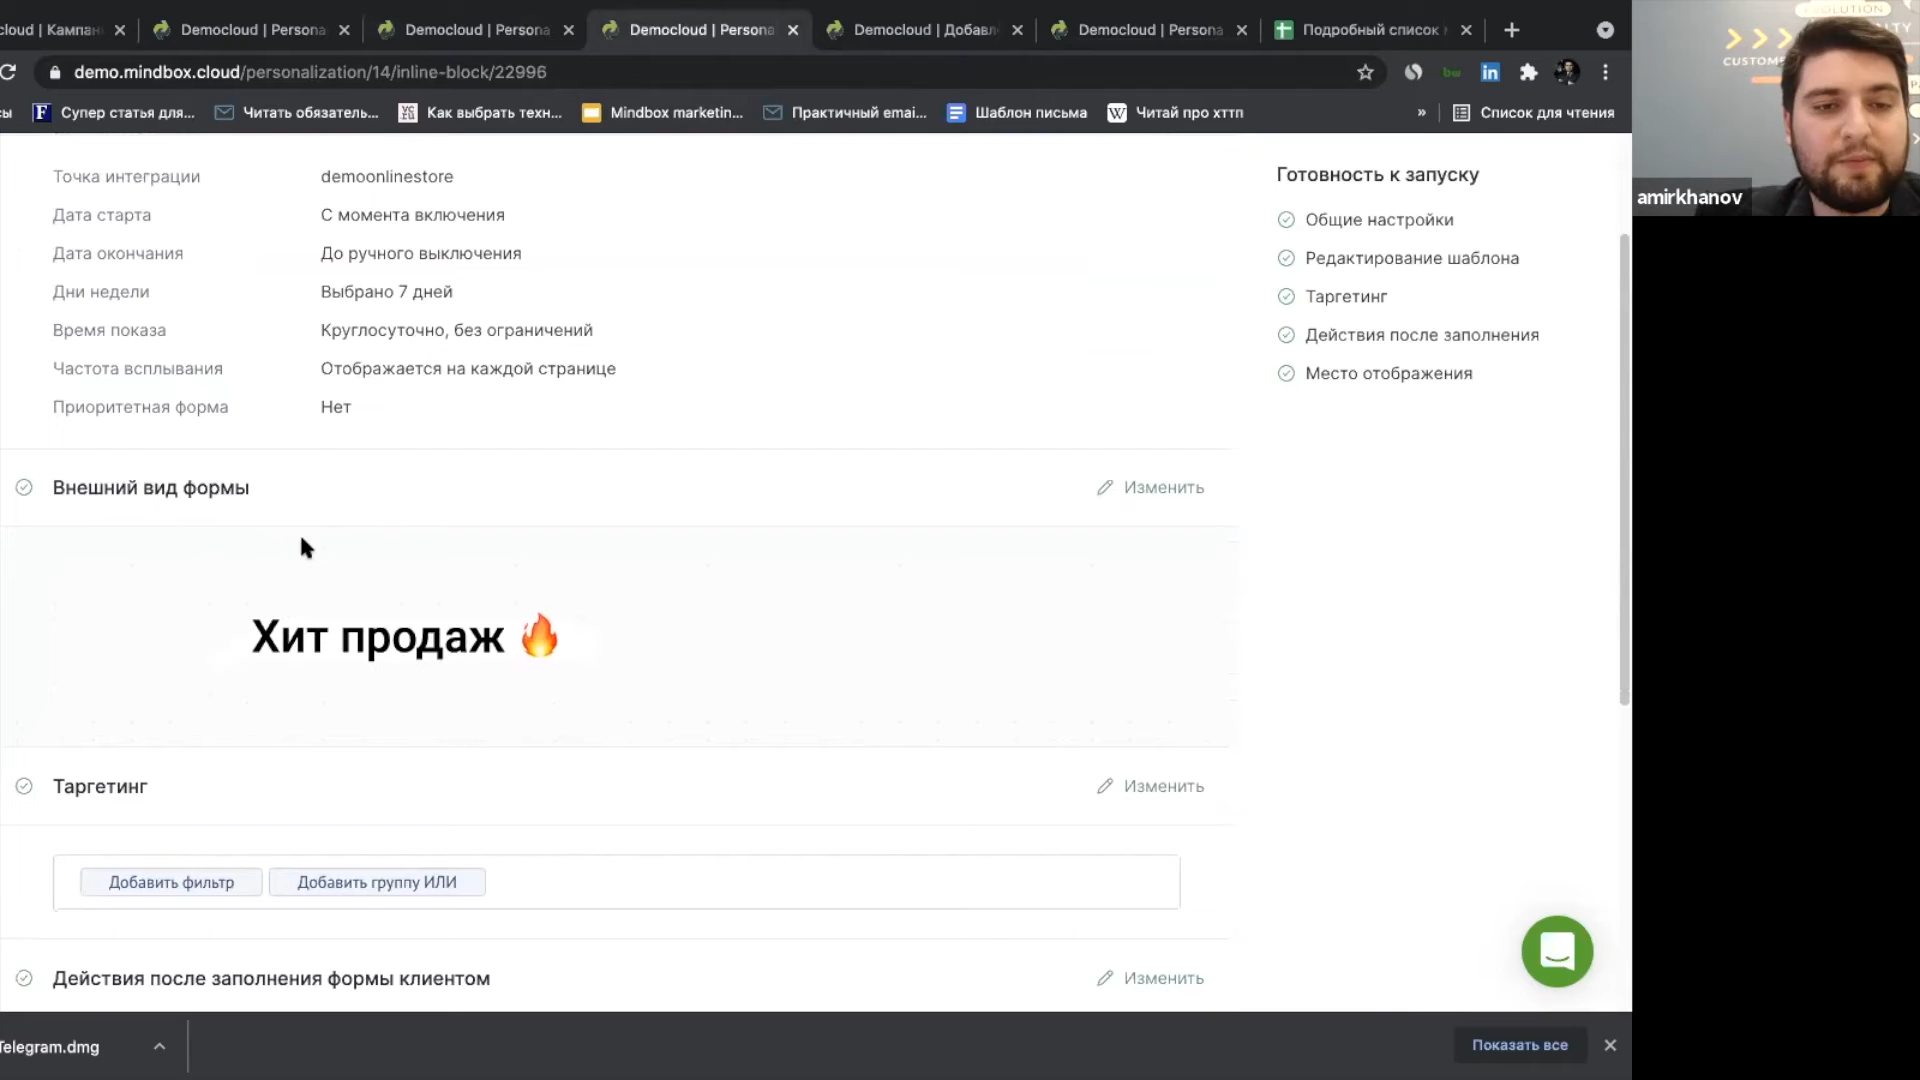 cloud | Кампан
Democloud | Persona
Democloud | Persona
Democloud | Persona
Democloud | Добавл
Democloud | Persona
Подробный список
demo.mindbox.cloud/personalization/14/inline-block/22996
Супер статья для...
Читать обязатель...
Как выбрать техн...
Mindbox marketin...
Практичный emai...
Шаблон письма
Читай про хттп
»
Список для чтения
Точка интеграции demoonlinestore
Дата старта С момента включения
Дата окончания До ручного выключения
Дни недели Выбрано 7 дней
Время показа Круглосуточно, без ограничений
Частота всплывания Отображается на каждой странице
Приоритетная форма Нет
Внешний вид формы Изменить
Хит продаж 🔥
Таргетинг Изменить
Добавить фильтр Добавить группу ИЛИ
Действия после заполнения формы клиентом Изменить
Готовность к запуску
Общие настройки
Редактирование шаблона
Таргетинг
Действия после заполнения
Место отображения
Telegram.dmg
Показать все
amirkhanov